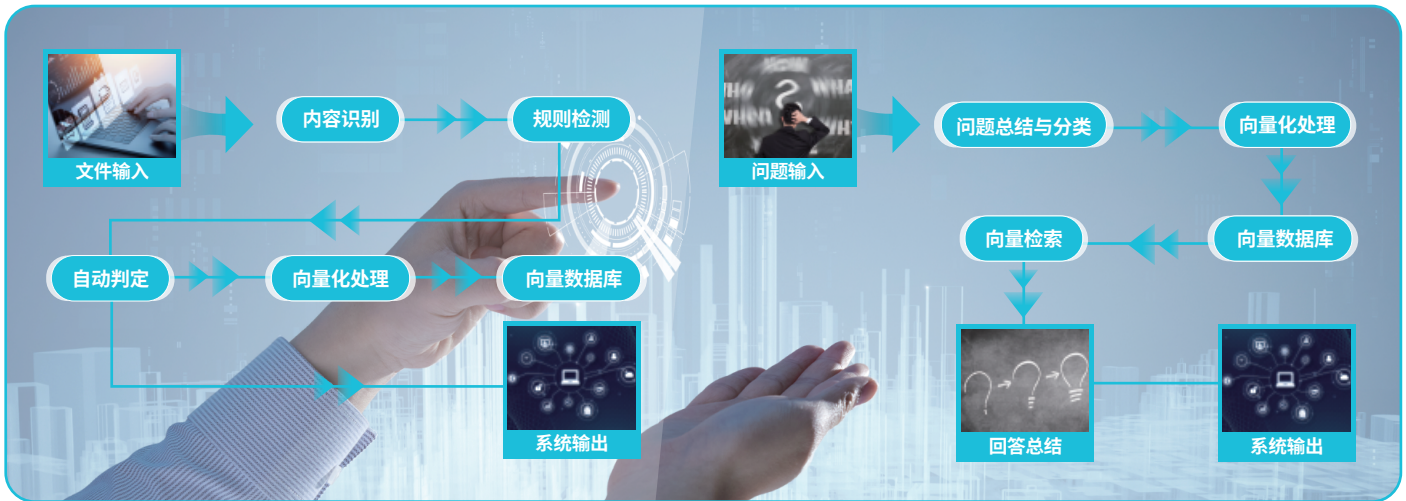 文件输入
内容识别
规则检测
自动判定
向量化处理
向量数据库
系统输出
问题输入
问题总结与分类
向量化处理
向量数据库
向量检索
回答总结
系统输出